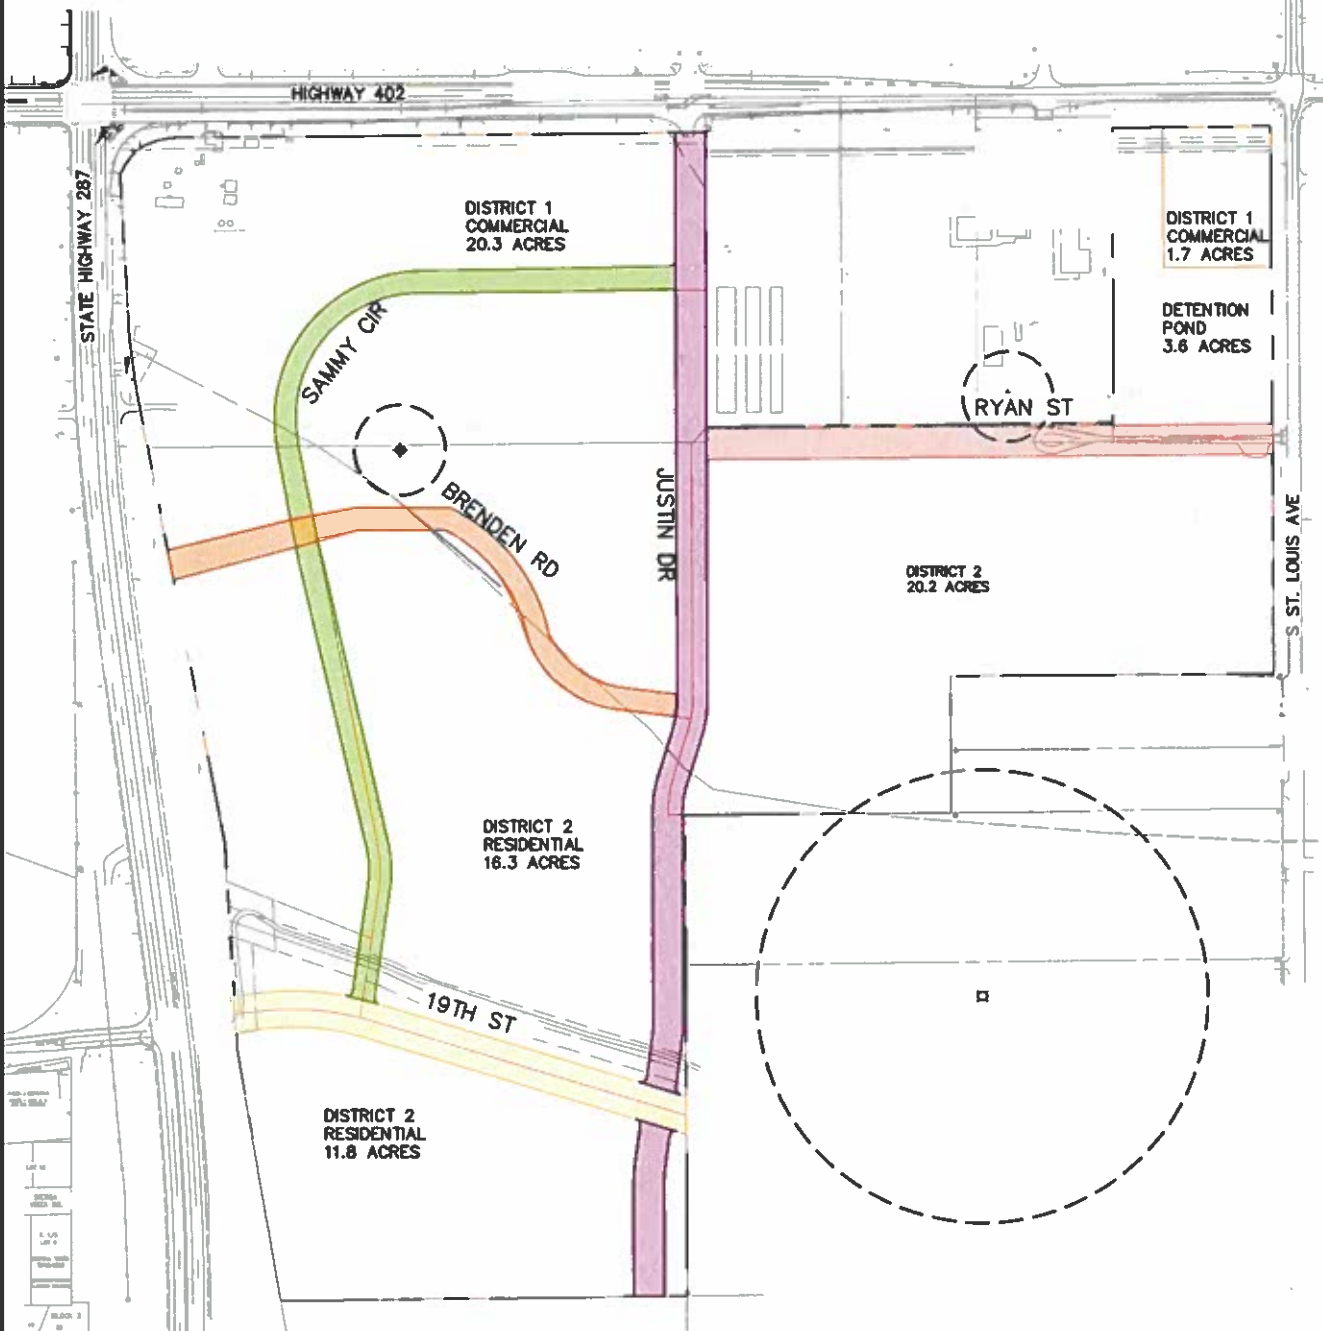 HIGHWAY 402
STATE HIGHWAY 287
DISTRICT 1
COMMERCIAL
20.3 ACRES
DISTRICT 1
COMMERCIAL
1.7 ACRES
DETENTION
POND
3.6 ACRES
SAMMY CIR
RYAN ST
BRENDEN RD
JUSTIN DR
S ST. LOUIS AVE
DISTRICT 2
20.2 ACRES
DISTRICT 2
RESIDENTIAL
16.3 ACRES
19TH ST
DISTRICT 2
RESIDENTIAL
11.8 ACRES
BLOCK 3